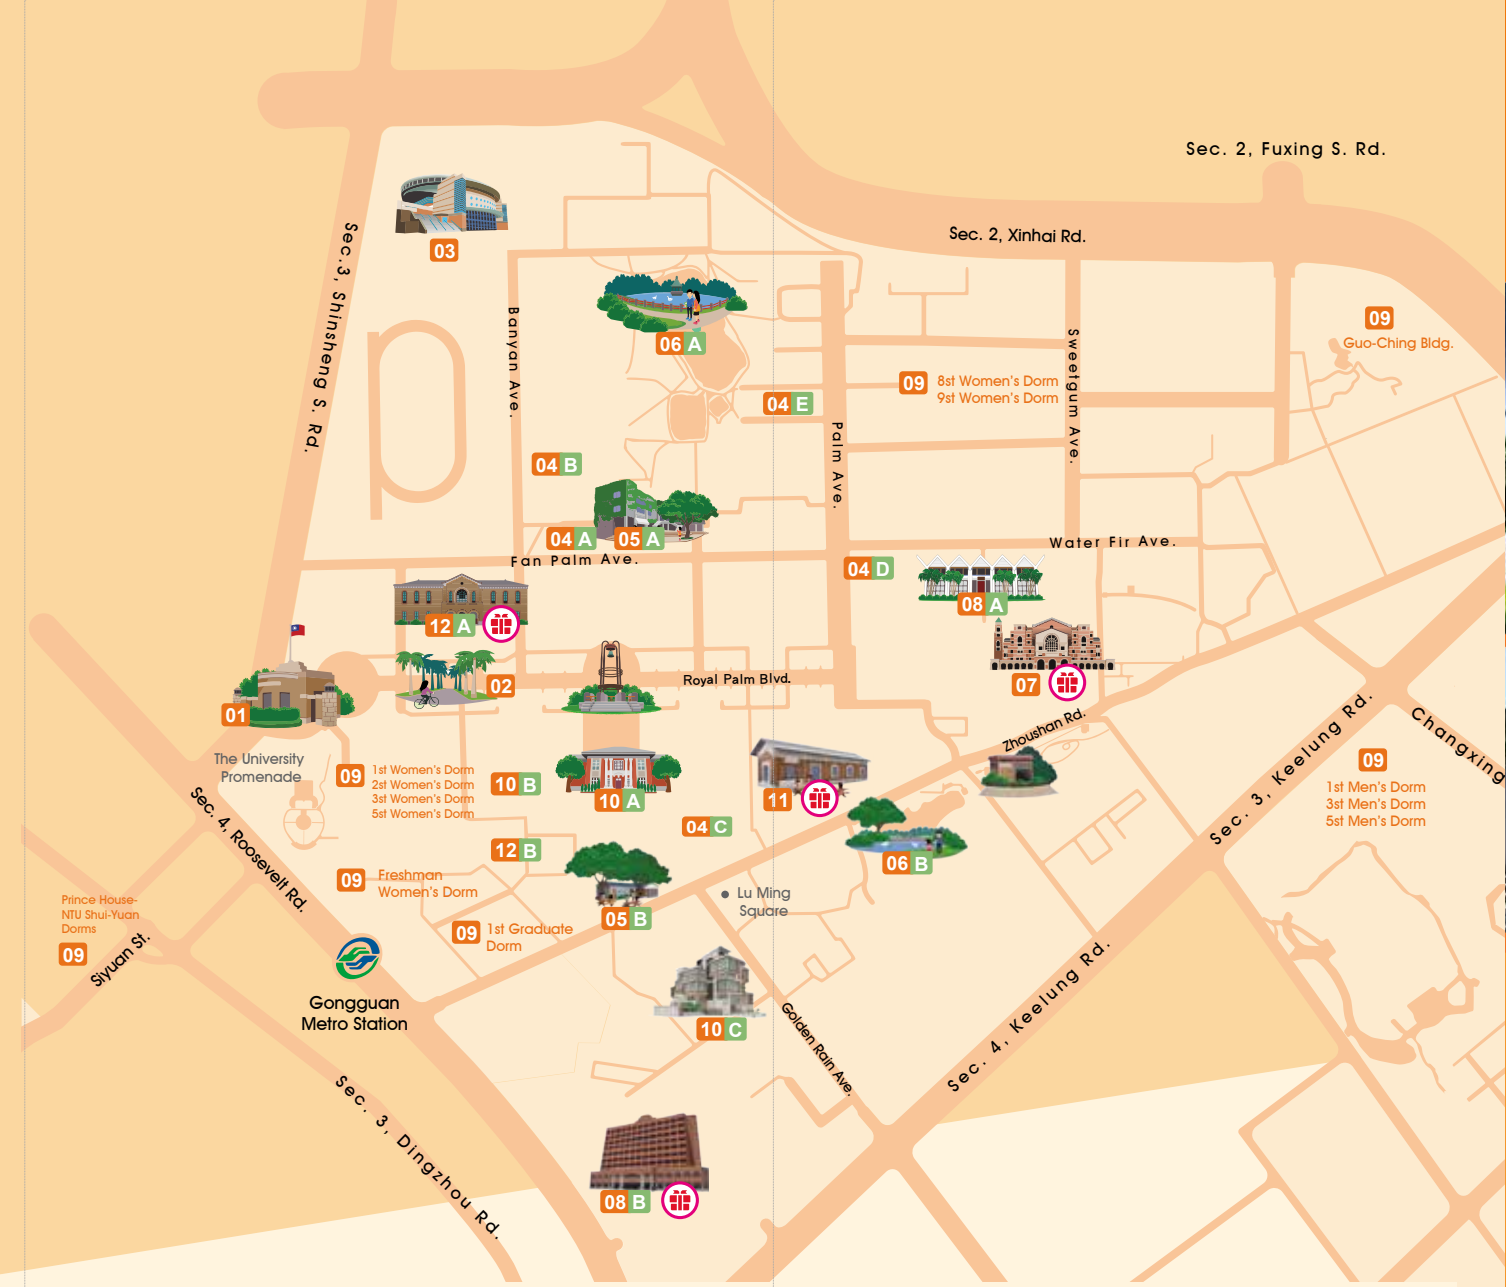 Sec. 2, Fuxing S. Rd.
Sec. 2, Xinhai Rd.
Sec.3, Shinsheng S. Rd.
03
Banyan Ave.
06 A
09
Guo-Ching Bldg.
Sweetgum Ave.
09
8st Women's Dorm
9st Women's Dorm
04 E
Palm Ave.
04 B
04 A
05 A
Fan Palm Ave.
Water Fir Ave.
04 D
08 A
12 A
07
02
Royal Palm Blvd.
01
The University
Promenade
Zhoushan Rd.
Changxing
09
1st Women's Dorm
2st Women's Dorm
3st Women's Dorm
5st Women's Dorm
10 B
10 A
11
09
1st Men's Dorm
3st Men's Dorm
5st Men's Dorm
Sec. 3, Keelung Rd.
Sec. 4, Roosevelt Rd.
04 C
12 B
06 B
09
Freshman
Women's Dorm
Lu Ming
Square
05 B
09
1st Graduate
Dorm
Prince House-
NTU Shui-Yuan
Dorms
09
Siyuan St.
Gongguan
Metro Station
10 C
Golden Rain Ave.
Sec. 4, Keelung Rd.
Sec. 3, Dingzhou Rd.
08 B